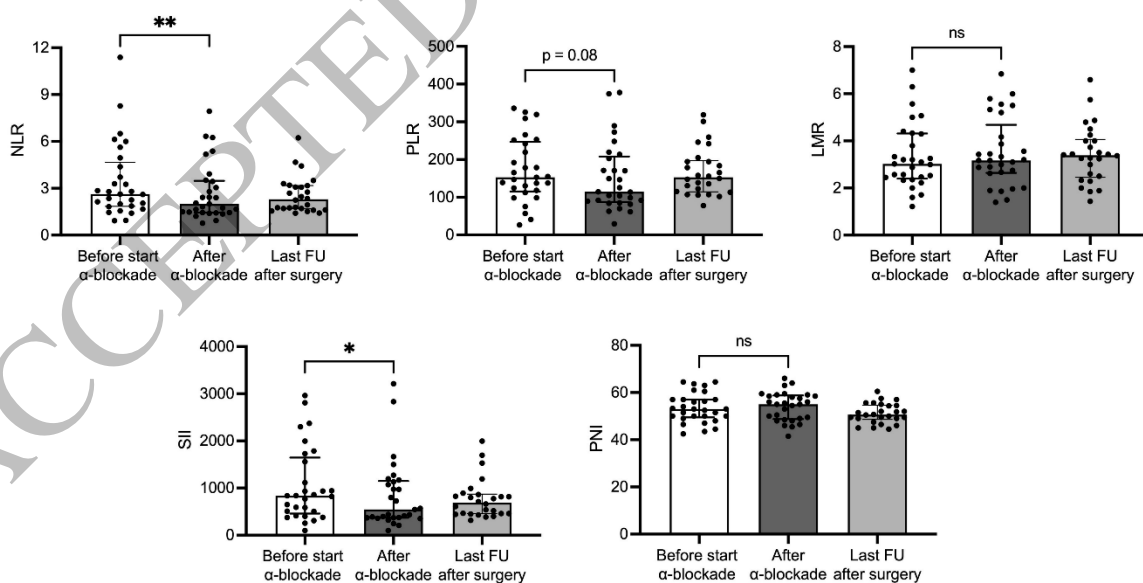 ACCEPTED
**
NLR
12
9
6
3
0
Before start
α-blockade
After
α-blockade
Last FU
after surgery
p = 0.08
PLR
500
400
300
200
100
0
Before start
α-blockade
After
α-blockade
Last FU
after surgery
ns
LMR
8
6
4
2
0
Before start
α-blockade
After
α-blockade
Last FU
after surgery
*
SII
4000
3000
2000
1000
0
Before start
α-blockade
After
α-blockade
Last FU
after surgery
ns
PNI
80
60
40
20
0
Before start
α-blockade
After
α-blockade
Last FU
after surgery